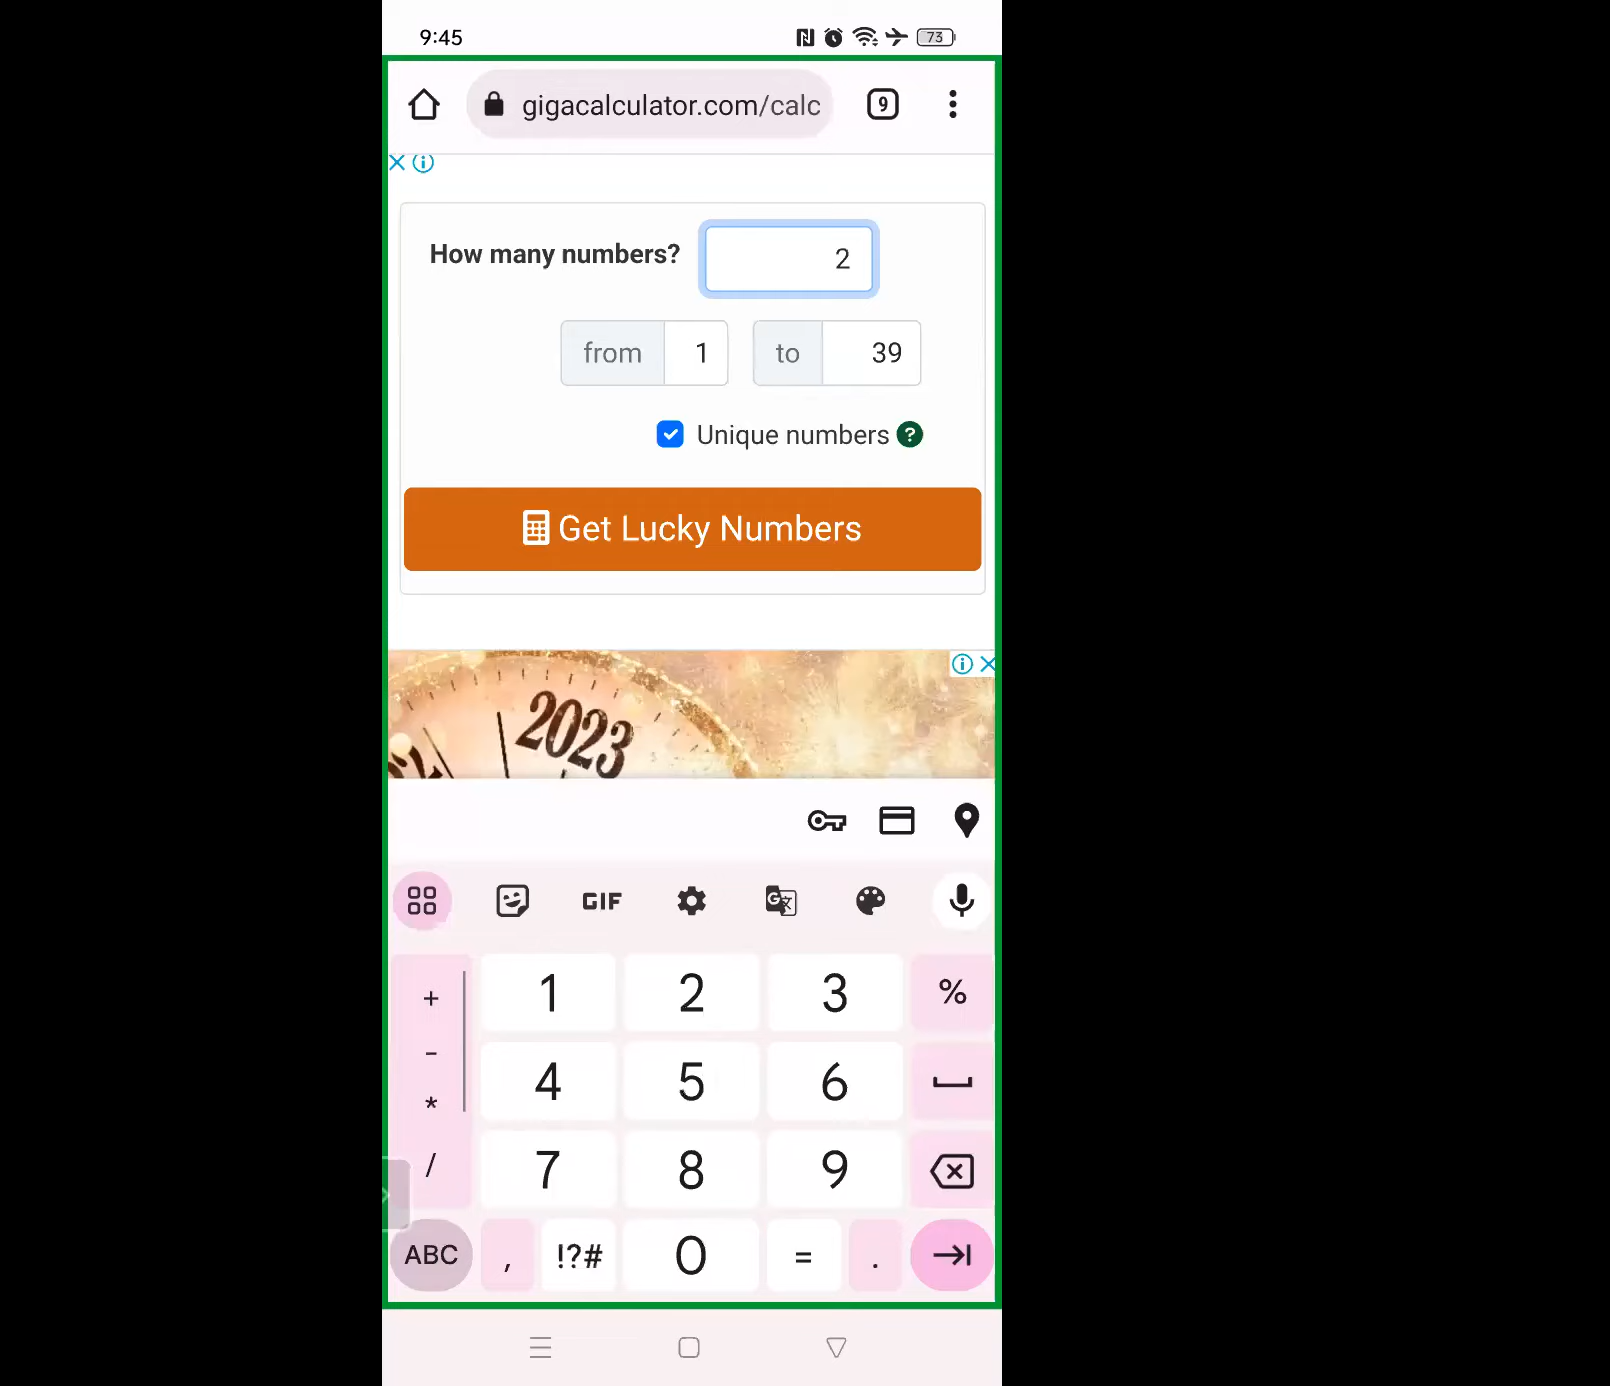 9:45
73
gigacalculator.com/calc
9
How many numbers? 2
from 1 to 39
Unique numbers ?
Get Lucky Numbers
2023
GIF
+ 1 2 3 %
- 4 5 6
*
/ 7 8 9
ABC , !?# 0 = .